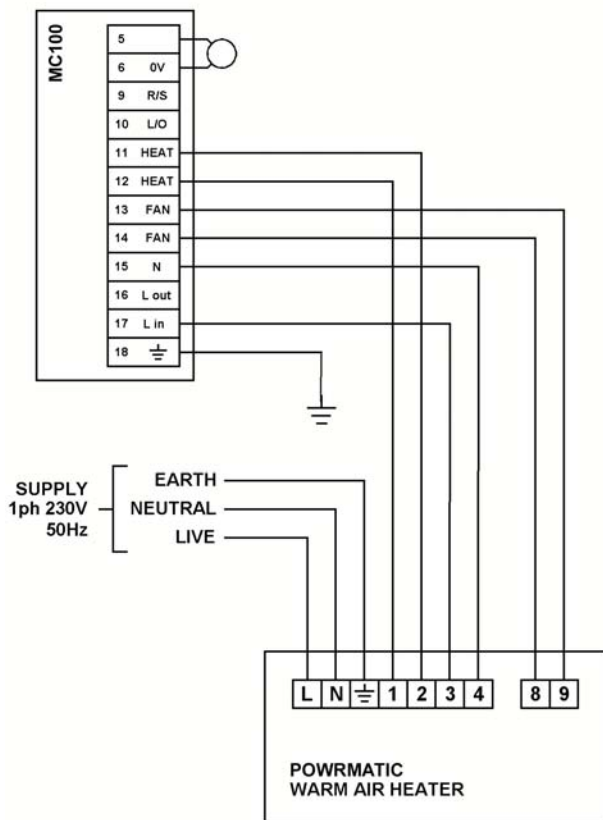 MC100
5
6 0V
9 R/S
10 L/O
11 HEAT
12 HEAT
13 FAN
14 FAN
15 N
16 L out
17 L in
18
SUPPLY
1ph 230V
50Hz
EARTH
NEUTRAL
LIVE
L N 1 2 3 4 8 9
POWRMATIC
WARM AIR HEATER